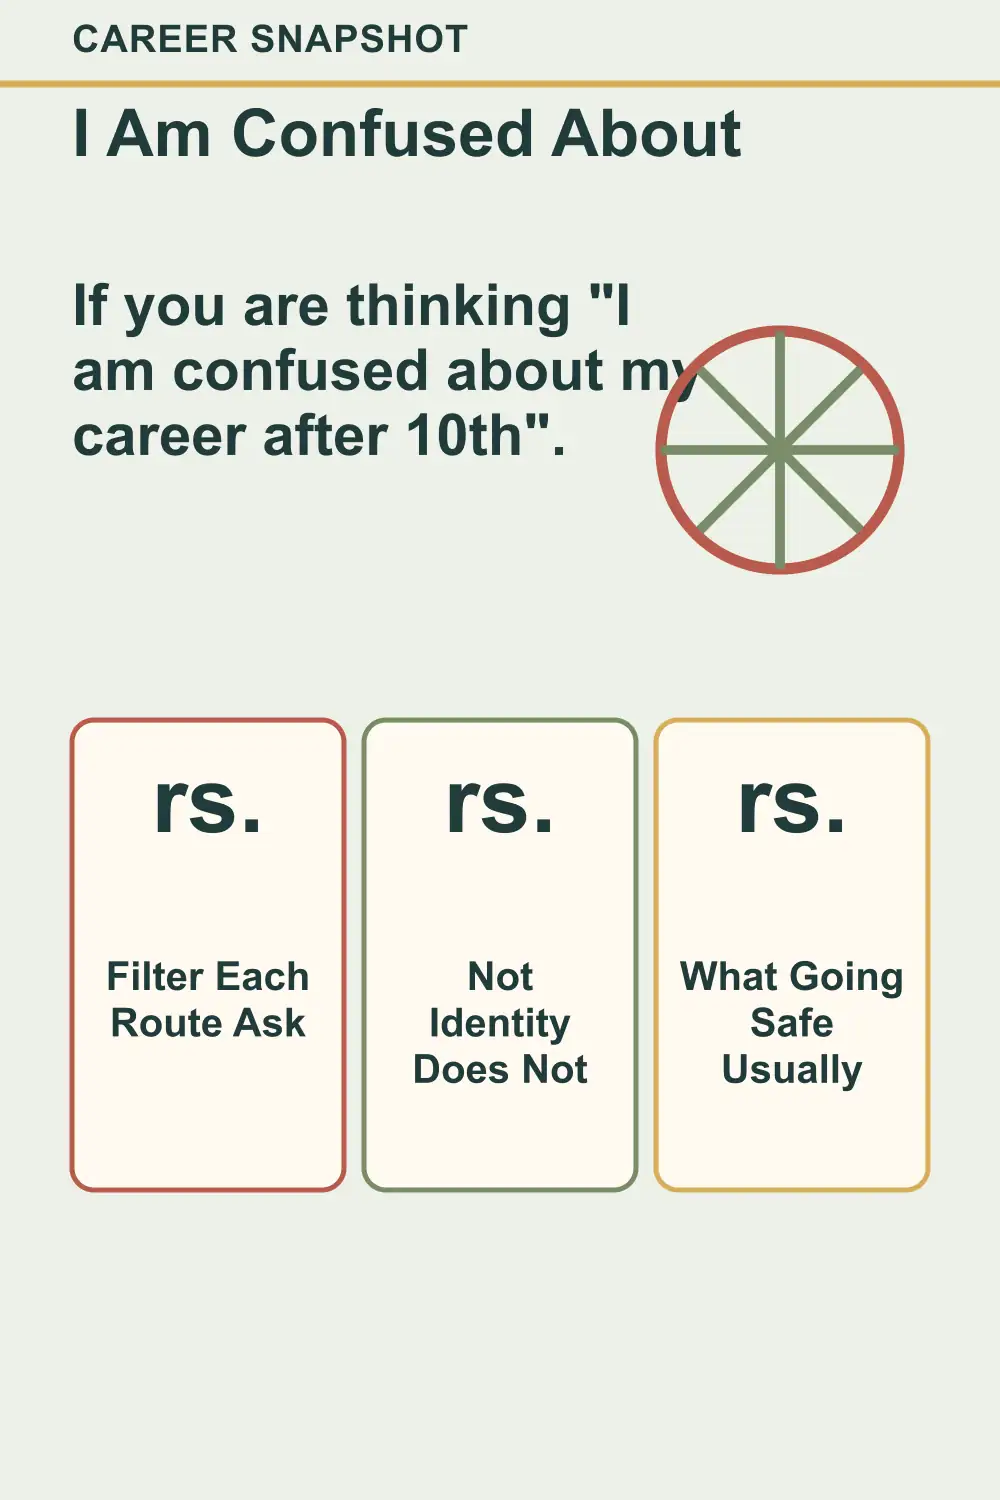 CAREER SNAPSHOT
I Am Confused About
If you are thinking "I
am confused about my
career after 10th".
rs.
Filter Each
Route Ask
rs.
Not
Identity
Does Not
rs.
What Going
Safe
Usually